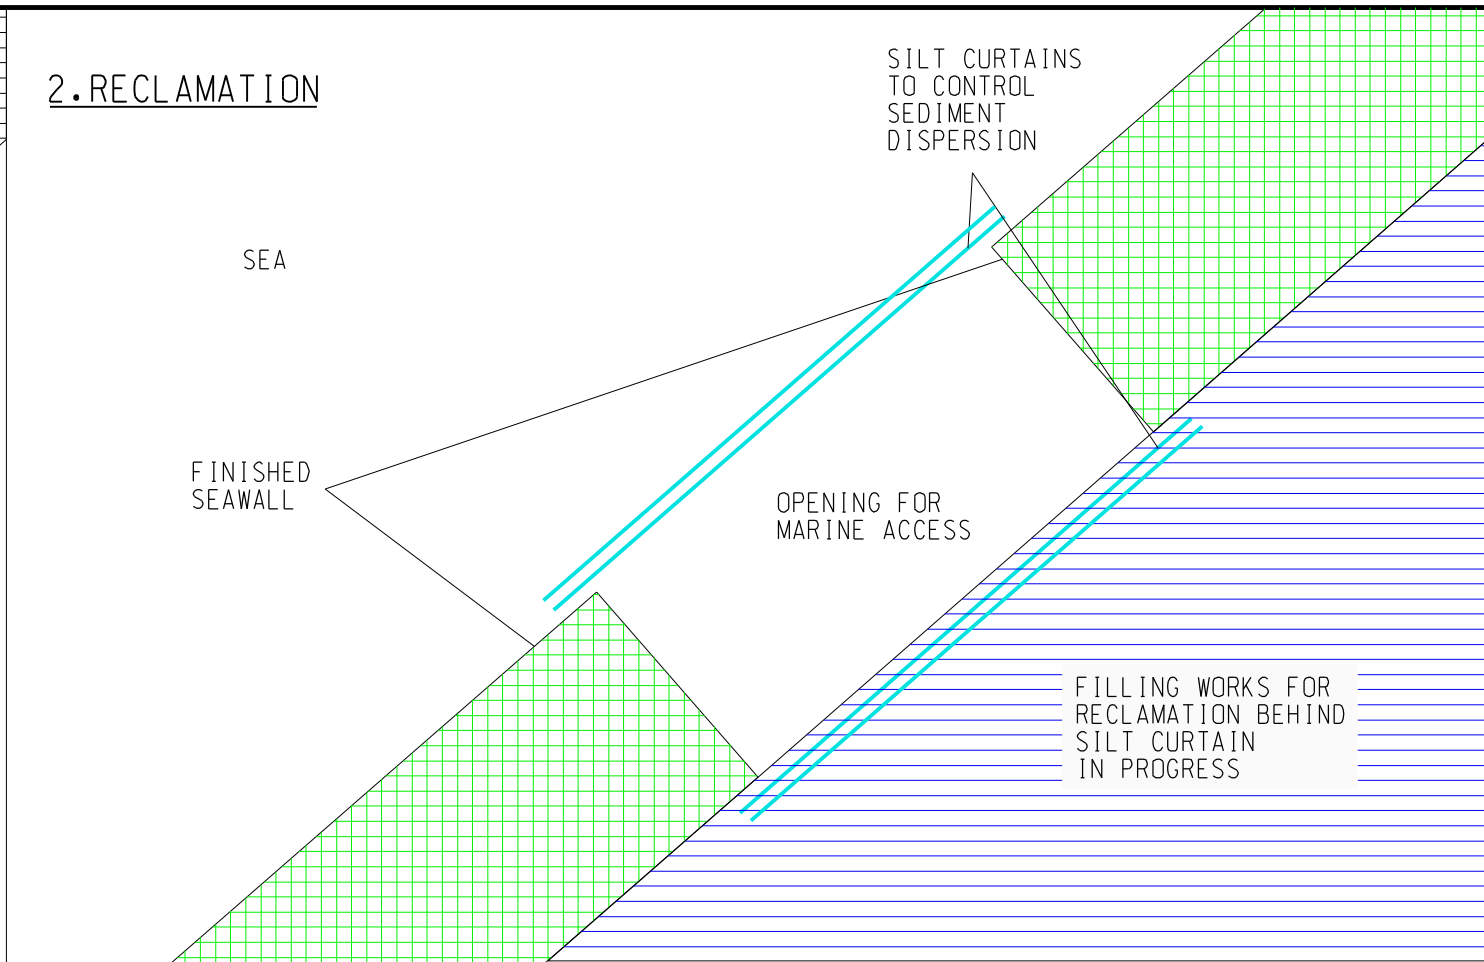 2.RECLAMATION
SILT CURTAINS
TO CONTROL
SEDIMENT
DISPERSION
SEA
FINISHED
SEAWALL
OPENING FOR
MARINE ACCESS
FILLING WORKS FOR
RECLAMATION BEHIND
SILT CURTAIN
IN PROGRESS